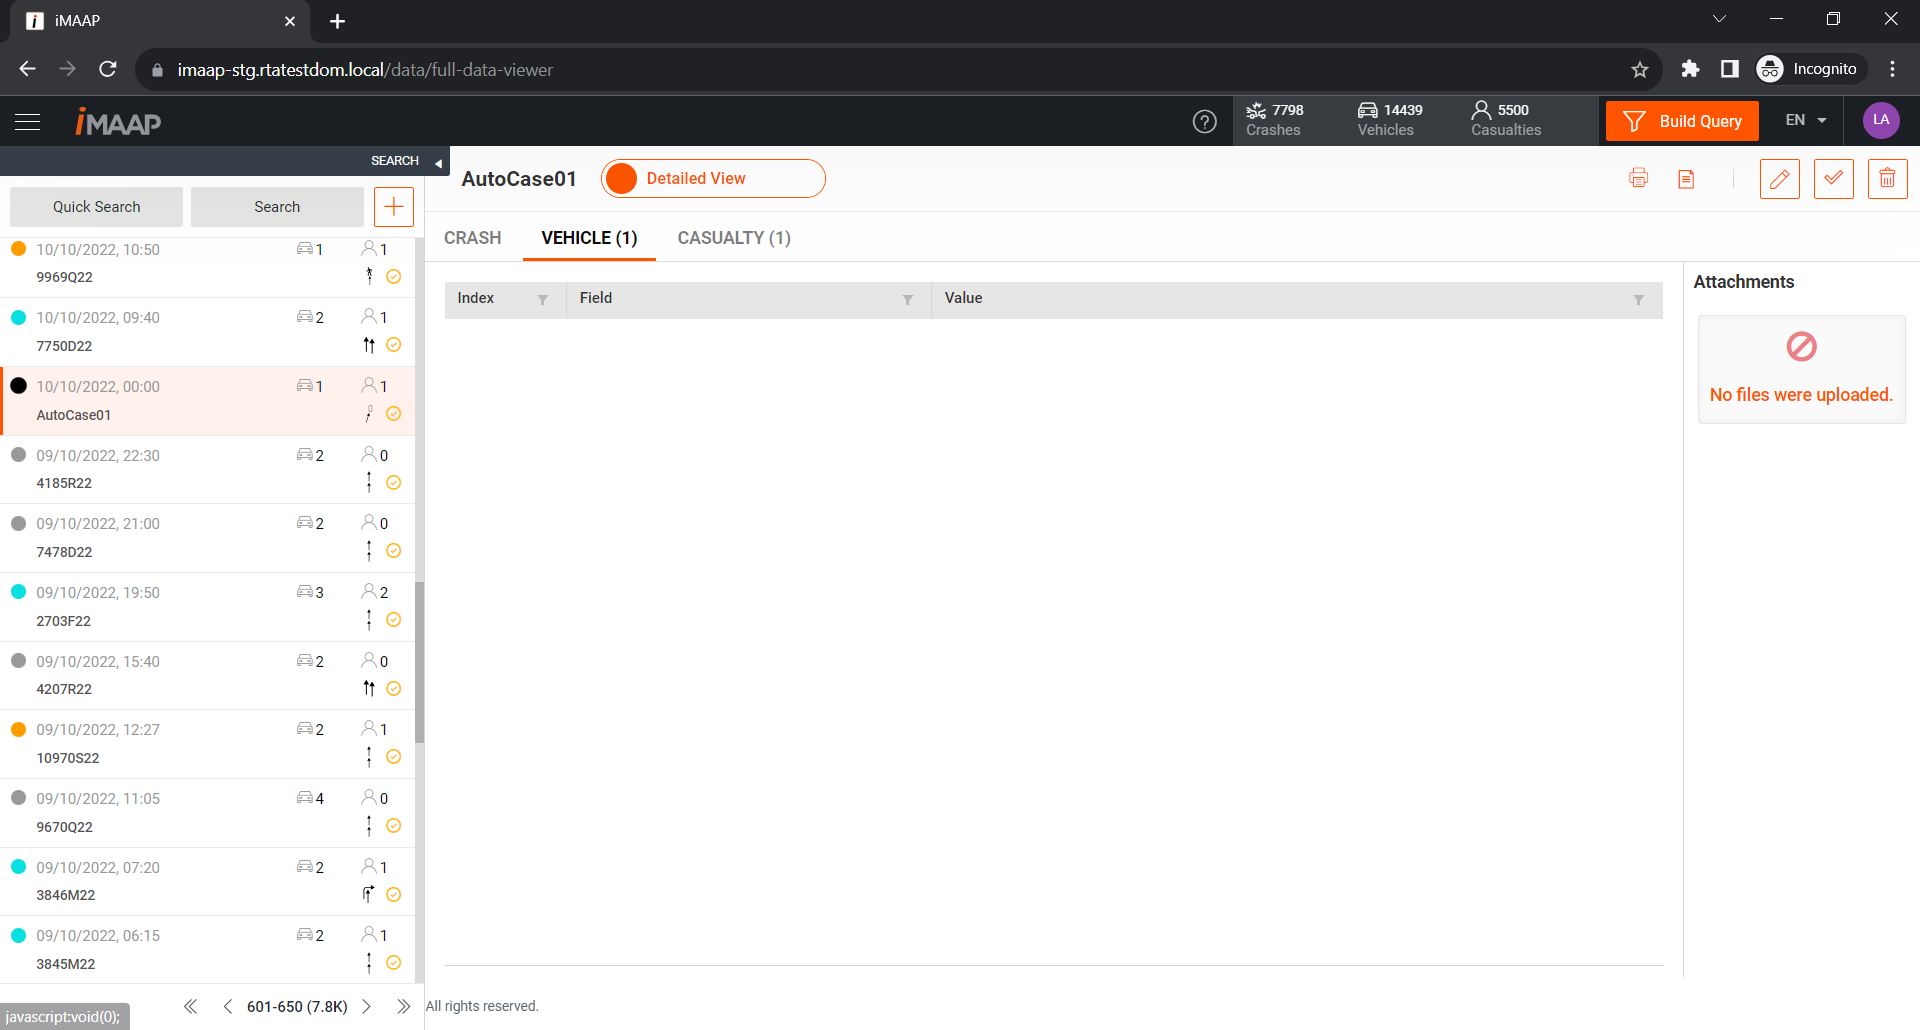 iMAAP
imaap-stg.rtatestdom.local/data/full-data-viewer
Incognito
iMAAP
7798
Crashes
14439
Vehicles
5500
Casualties
Build Query
EN
LA
SEARCH
Quick Search
Search
AutoCase01
Detailed View
CRASH
VEHICLE (1)
CASUALTY (1)
Index
Field
Value
Attachments
No files were uploaded.
10/10/2022, 10:50 1 1
9969Q22
10/10/2022, 09:40 2 1
7750D22
10/10/2022, 00:00 1 1
AutoCase01
09/10/2022, 22:30 2 0
4185R22
09/10/2022, 21:00 2 0
7478D22
09/10/2022, 19:50 3 2
2703F22
09/10/2022, 15:40 2 0
4207R22
09/10/2022, 12:27 2 1
10970S22
09/10/2022, 11:05 4 0
9670Q22
09/10/2022, 07:20 2 1
3846M22
09/10/2022, 06:15 2 1
3845M22
601-650 (7.8K)
All rights reserved.
javascript:void(0);